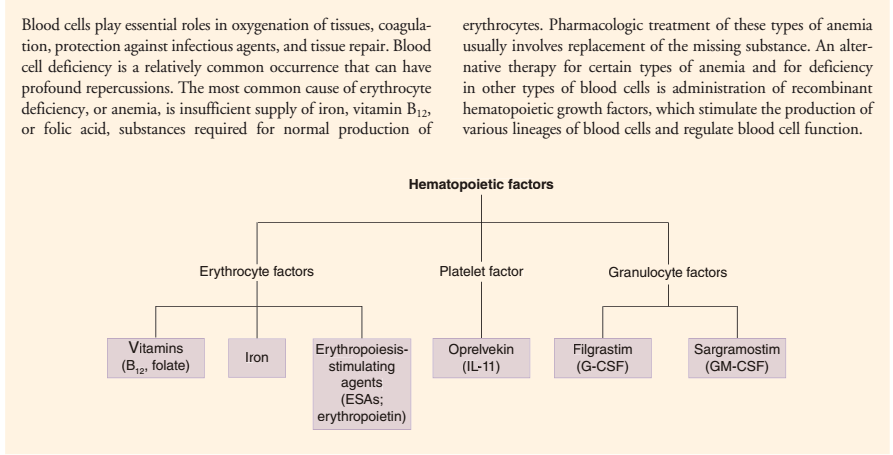 Blood cells play essential roles in oxygenation of tissues, coagula-
tion, protection against infectious agents, and tissue repair. Blood
cell deficiency is a relatively common occurrence that can have
profound repercussions. The most common cause of erythrocyte
deficiency, or anemia, is insufficient supply of iron, vitamin B₁₂,
or folic acid, substances required for normal production of
erythrocytes. Pharmacologic treatment of these types of anemia
usually involves replacement of the missing substance. An alter-
native therapy for certain types of anemia and for deficiency
in other types of blood cells is administration of recombinant
hematopoietic growth factors, which stimulate the production of
various lineages of blood cells and regulate blood cell function.
Hematopoietic factors
Erythrocyte factors
Platelet factor
Granulocyte factors
Vitamins
(B₁₂, folate)
Iron
Erythropoiesis-
stimulating
agents
(ESAs;
erythropoietin)
Oprelvekin
(IL-11)
Filgrastim
(G-CSF)
Sargramostim
(GM-CSF)